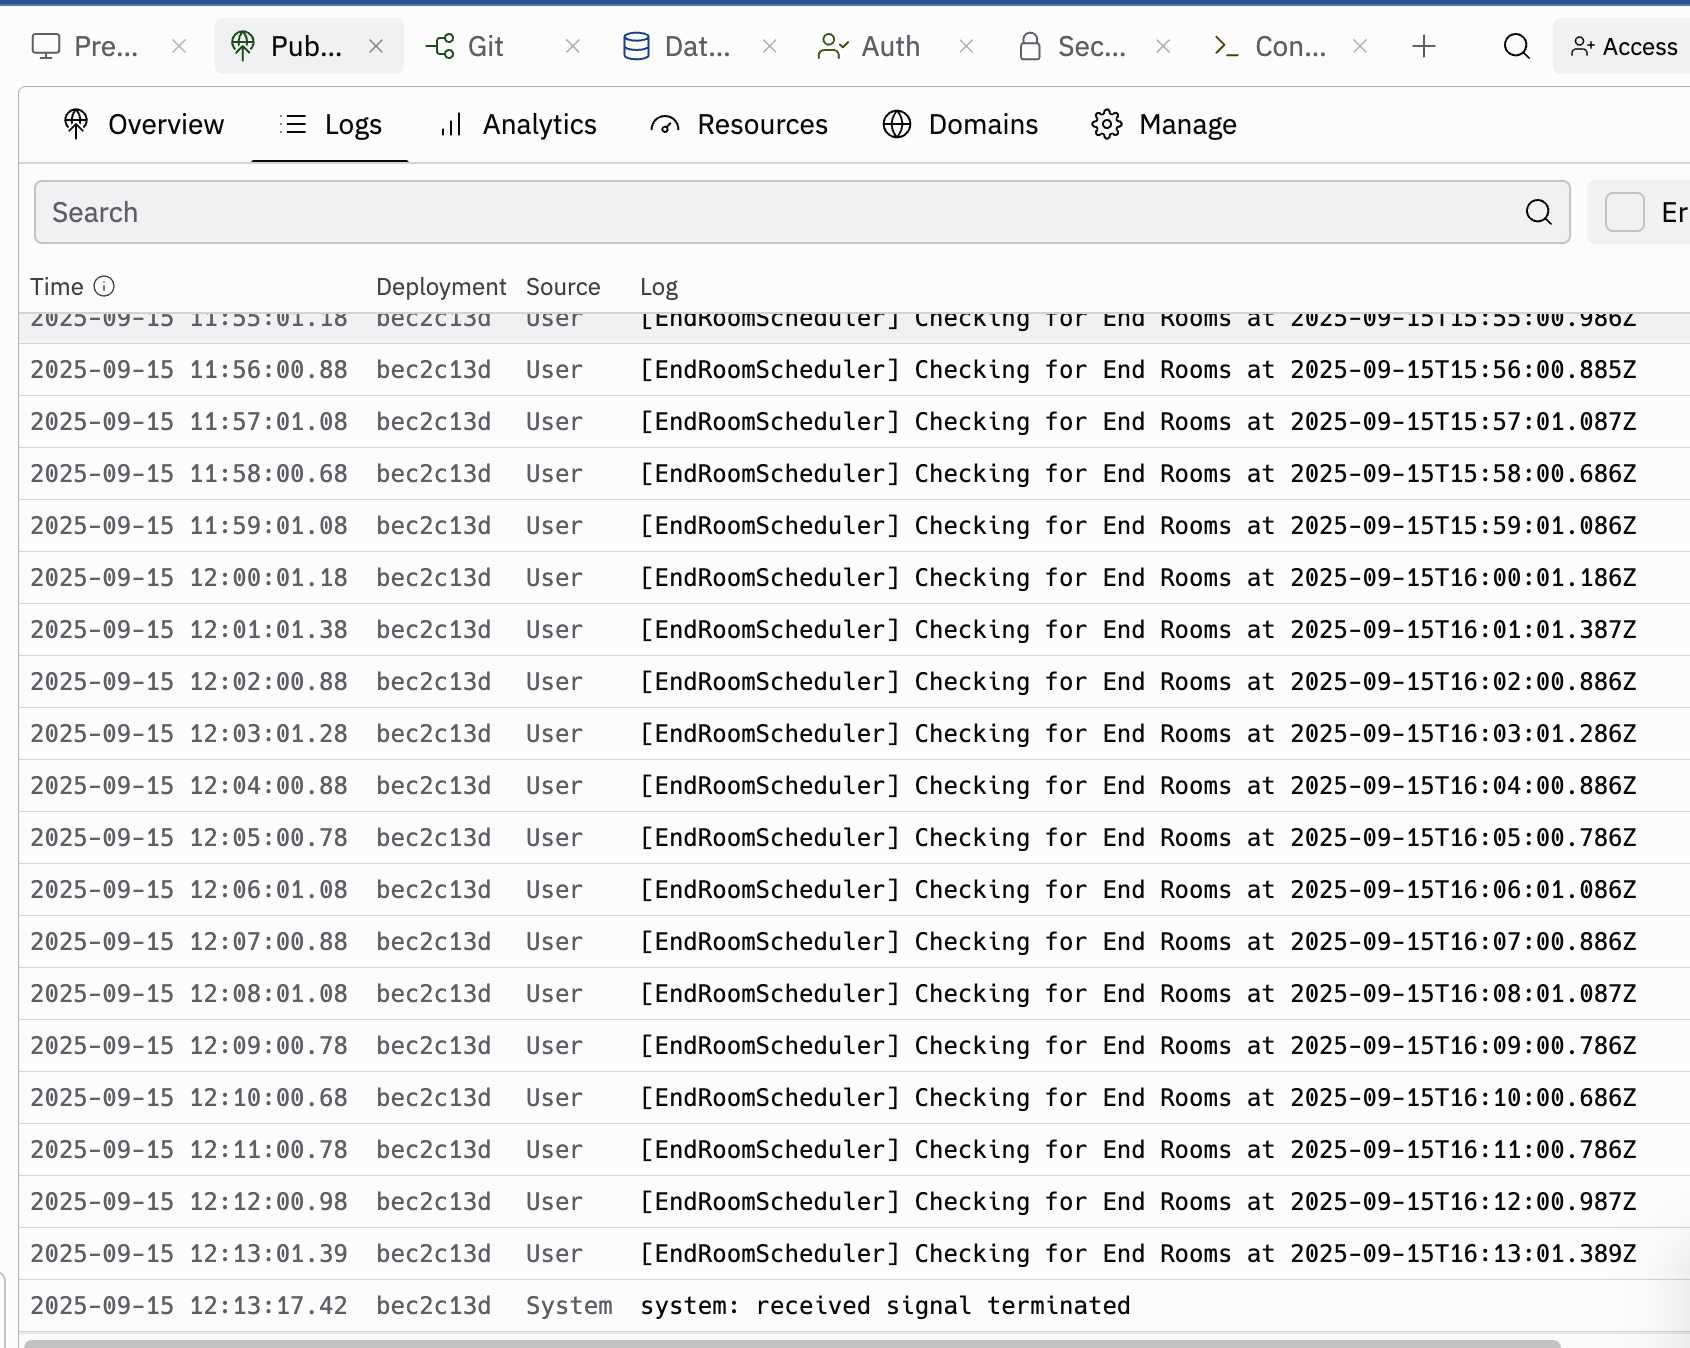 Pre... Pub... Git Dat... Auth Sec... Con... Access
Overview Logs Analytics Resources Domains Manage
Search Er
Time Deployment Source Log
2025-09-15 11:55:01.18 bec2c13d User [EndRoomScheduler] Checking for End Rooms at 2025-09-15T15:55:00.986Z
2025-09-15 11:56:00.88 bec2c13d User [EndRoomScheduler] Checking for End Rooms at 2025-09-15T15:56:00.885Z
2025-09-15 11:57:01.08 bec2c13d User [EndRoomScheduler] Checking for End Rooms at 2025-09-15T15:57:01.087Z
2025-09-15 11:58:00.68 bec2c13d User [EndRoomScheduler] Checking for End Rooms at 2025-09-15T15:58:00.686Z
2025-09-15 11:59:01.08 bec2c13d User [EndRoomScheduler] Checking for End Rooms at 2025-09-15T15:59:01.086Z
2025-09-15 12:00:01.18 bec2c13d User [EndRoomScheduler] Checking for End Rooms at 2025-09-15T16:00:01.186Z
2025-09-15 12:01:01.38 bec2c13d User [EndRoomScheduler] Checking for End Rooms at 2025-09-15T16:01:01.387Z
2025-09-15 12:02:00.88 bec2c13d User [EndRoomScheduler] Checking for End Rooms at 2025-09-15T16:02:00.886Z
2025-09-15 12:03:01.28 bec2c13d User [EndRoomScheduler] Checking for End Rooms at 2025-09-15T16:03:01.286Z
2025-09-15 12:04:00.88 bec2c13d User [EndRoomScheduler] Checking for End Rooms at 2025-09-15T16:04:00.886Z
2025-09-15 12:05:00.78 bec2c13d User [EndRoomScheduler] Checking for End Rooms at 2025-09-15T16:05:00.786Z
2025-09-15 12:06:01.08 bec2c13d User [EndRoomScheduler] Checking for End Rooms at 2025-09-15T16:06:01.086Z
2025-09-15 12:07:00.88 bec2c13d User [EndRoomScheduler] Checking for End Rooms at 2025-09-15T16:07:00.886Z
2025-09-15 12:08:01.08 bec2c13d User [EndRoomScheduler] Checking for End Rooms at 2025-09-15T16:08:01.087Z
2025-09-15 12:09:00.78 bec2c13d User [EndRoomScheduler] Checking for End Rooms at 2025-09-15T16:09:00.786Z
2025-09-15 12:10:00.68 bec2c13d User [EndRoomScheduler] Checking for End Rooms at 2025-09-15T16:10:00.686Z
2025-09-15 12:11:00.78 bec2c13d User [EndRoomScheduler] Checking for End Rooms at 2025-09-15T16:11:00.786Z
2025-09-15 12:12:00.98 bec2c13d User [EndRoomScheduler] Checking for End Rooms at 2025-09-15T16:12:00.987Z
2025-09-15 12:13:01.39 bec2c13d User [EndRoomScheduler] Checking for End Rooms at 2025-09-15T16:13:01.389Z
2025-09-15 12:13:17.42 bec2c13d System system: received signal terminated